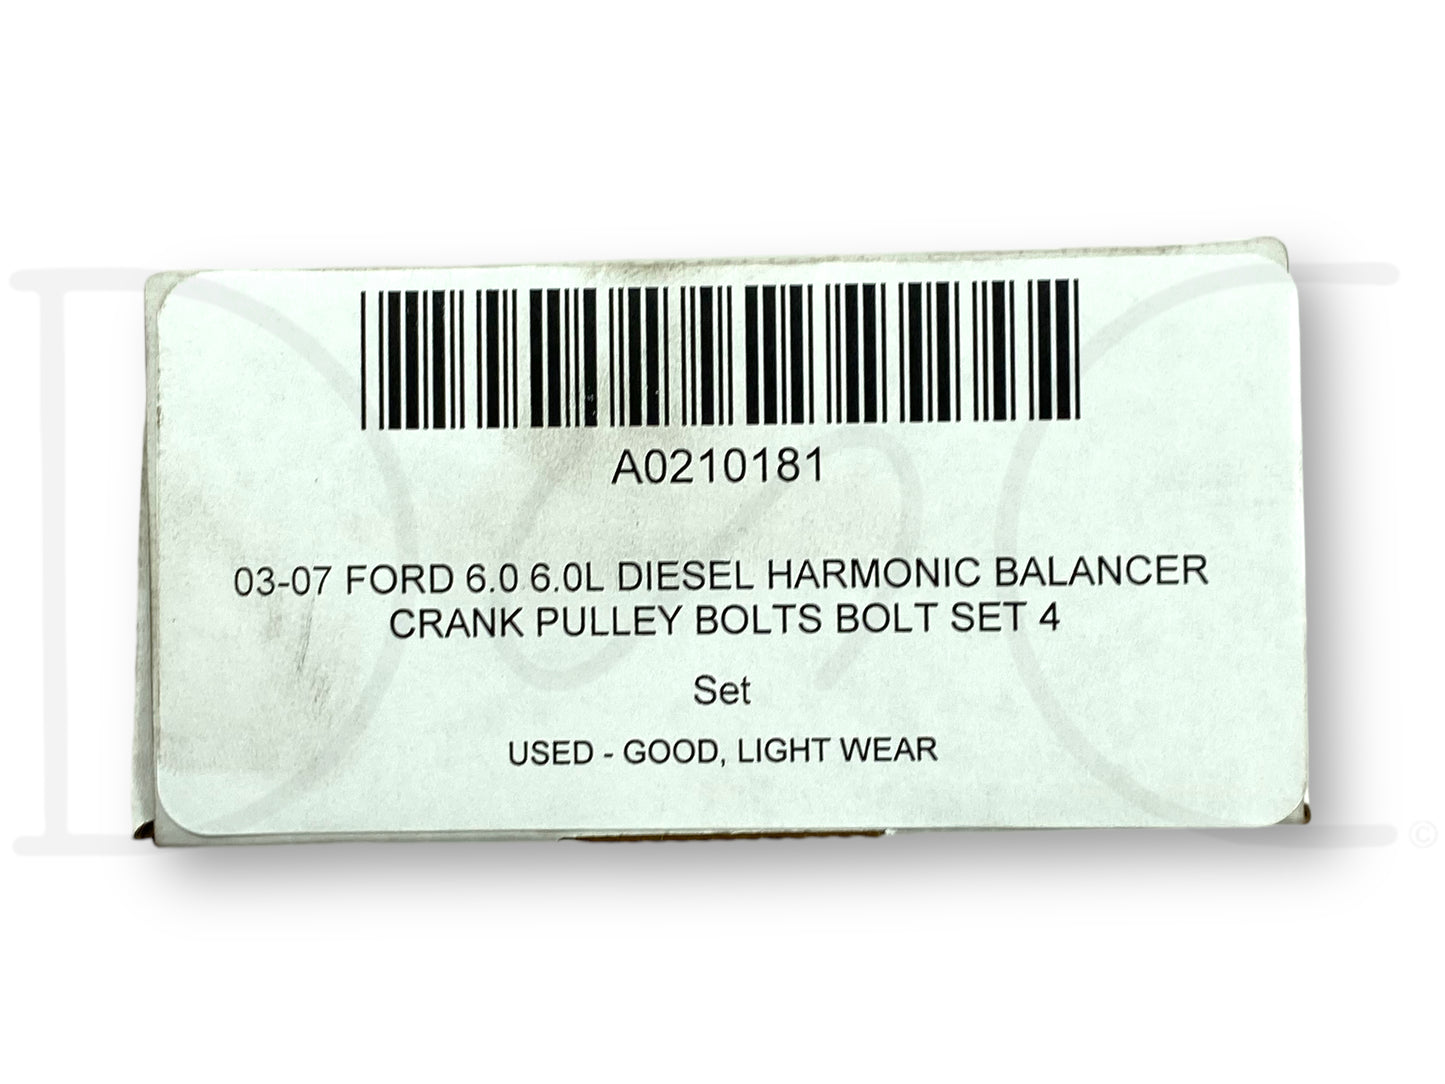 A0210181
03-07 FORD 6.0 6.0L DIESEL HARMONIC BALANCER
CRANK PULLEY BOLTS BOLT SET 4
Set
USED - GOOD, LIGHT WEAR
©